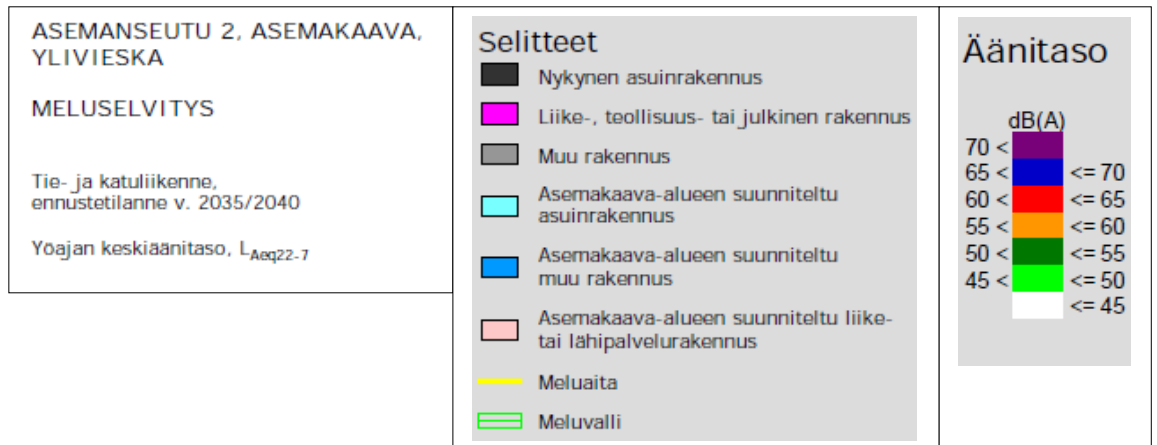 ASEMANSEUTU 2, ASEMAKAAVA,
YLIVIESKA
MELUSELVITYS
Tie- ja katuliikenne,
ennustetilanne v. 2035/2040
Yöajan keskiäänitaso, LAeq22-7
Selitteet
Nykynen asuinrakennus
Liike-, teollisuus- tai julkinen rakennus
Muu rakennus
Asemakaava-alueen suunniteltu
asuinrakennus
Asemakaava-alueen suunniteltu
muu rakennus
Asemakaava-alueen suunniteltu liike-
tai lähipalvelurakennus
Meluaita
Meluvalli
Äänitaso
dB(A)
70 <
65 < <= 70
60 < <= 65
55 < <= 60
50 < <= 55
45 < <= 50
<= 45